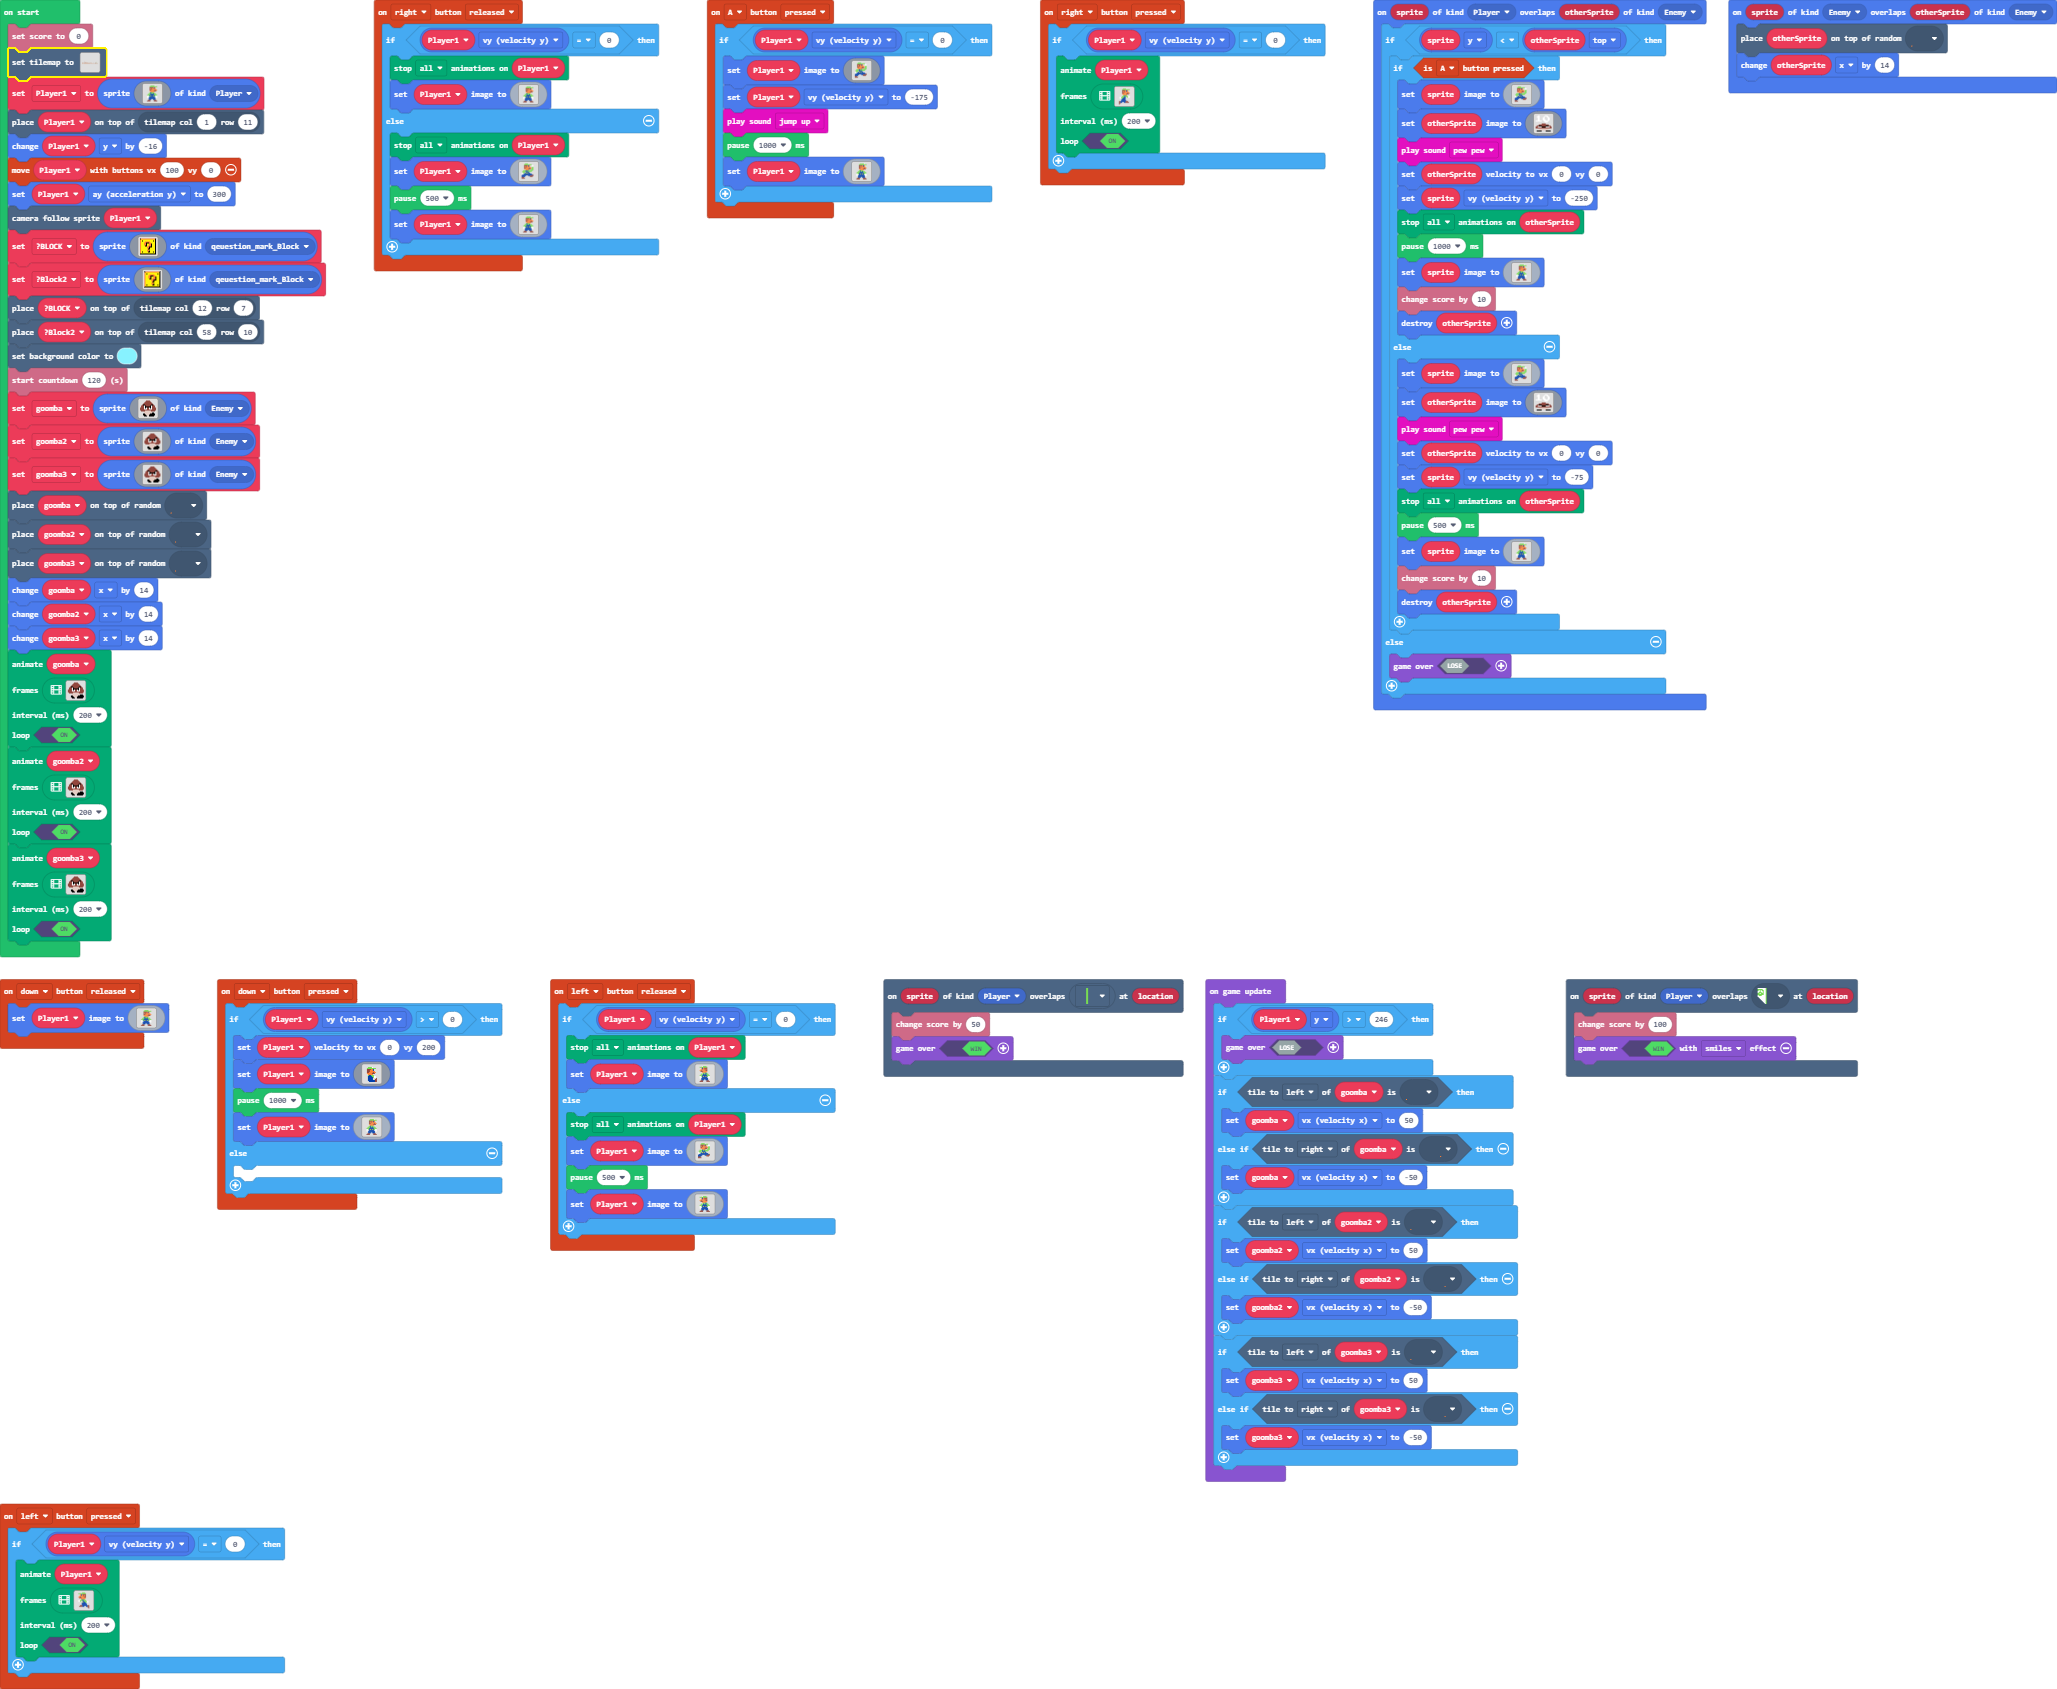 on start
set score to 0
set tilemap to
set Player1 to sprite of kind Player
place Player1 on top of tilemap col 1 row 11
change Player1 y by -16
move Player1 with buttons vx 100 vy 0
set Player1 ay (acceleration y) to 300
camera follow sprite Player1
set ?BLOCK to sprite of kind qeuestion_mark_Block
set ?Block2 to sprite of kind qeuestion_mark_Block
place ?BLOCK on top of tilemap col 12 row 7
place ?Block2 on top of tilemap col 58 row 10
set background color to
start countdown 120 (s)
set goomba to sprite of kind Enemy
set goomba2 to sprite of kind Enemy
set goomba3 to sprite of kind Enemy
place goomba on top of random
place goomba2 on top of random
place goomba3 on top of random
change goomba x by 14
change goomba2 x by 14
change goomba3 x by 14
animate goomba
frames
interval (ms) 200
loop ON
animate goomba2
frames
interval (ms) 200
loop ON
animate goomba3
frames
interval (ms) 200
loop ON
on right button released
if Player1 vy (velocity y) = 0 then
stop all animations on Player1
set Player1 image to
else
stop all animations on Player1
set Player1 image to
pause 500 ms
set Player1 image to
on A button pressed
if Player1 vy (velocity y) = 0 then
set Player1 image to
set Player1 vy (velocity y) to -175
play sound jump up
pause 1000 ms
set Player1 image to
on right button pressed
if Player1 vy (velocity y) = 0 then
animate Player1
frames
interval (ms) 200
loop ON
on sprite of kind Player overlaps otherSprite of kind Enemy
if sprite y < otherSprite top then
if is A button pressed then
set sprite image to
set otherSprite image to
play sound pew pew
set otherSprite velocity to vx 0 vy 0
set sprite vy (velocity y) to -250
stop all animations on otherSprite
pause 1000 ms
set sprite image to
change score by 10
destroy otherSprite
else
set sprite image to
set otherSprite image to
play sound pew pew
set otherSprite velocity to vx 0 vy 0
set sprite vy (velocity y) to -75
stop all animations on otherSprite
pause 500 ms
set sprite image to
change score by 10
destroy otherSprite
else
game over LOSE
on sprite of kind Enemy overlaps otherSprite of kind Enemy
place otherSprite on top of random
change otherSprite x by 14
on down button released
set Player1 image to
on down button pressed
if Player1 vy (velocity y) > 0 then
set Player1 velocity to vx 0 vy 200
set Player1 image to
pause 1000 ms
set Player1 image to
else
on left button released
if Player1 vy (velocity y) = 0 then
stop all animations on Player1
set Player1 image to
else
stop all animations on Player1
set Player1 image to
pause 500 ms
set Player1 image to
on sprite of kind Player overlaps at location
change score by 50
game over WIN
on game update
if Player1 y > 246 then
game over LOSE
if tile to left of goomba is then
set goomba vx (velocity x) to 50
else if tile to right of goomba is then
set goomba vx (velocity x) to -50
if tile to left of goomba2 is then
set goomba2 vx (velocity x) to 50
else if tile to right of goomba2 is then
set goomba2 vx (velocity x) to -50
if tile to left of goomba3 is then
set goomba3 vx (velocity x) to 50
else if tile to right of goomba3 is then
set goomba3 vx (velocity x) to -50
on sprite of kind Player overlaps at location
change score by 100
game over WIN with smiles effect
on left button pressed
if Player1 vy (velocity y) = 0 then
animate Player1
frames
interval (ms) 200
loop ON